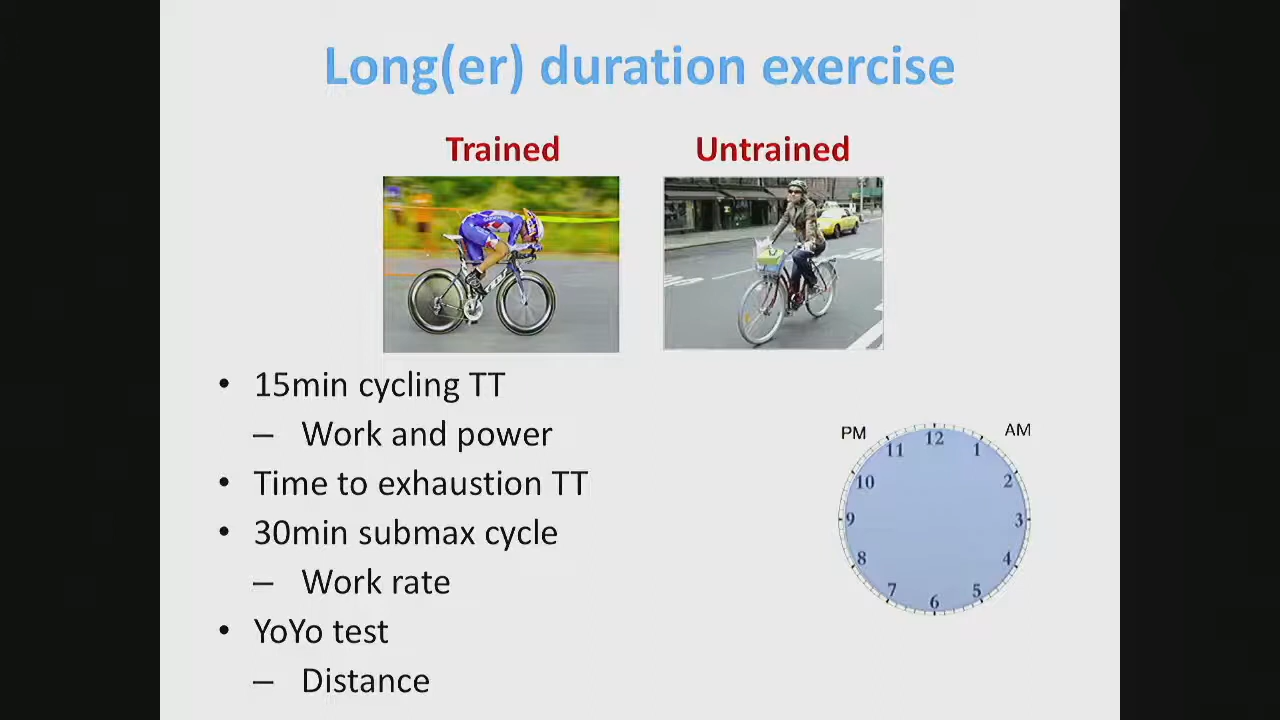 Long(er) duration exercise
Trained
Untrained
• 15min cycling TT
– Work and power
• Time to exhaustion TT
• 30min submax cycle
– Work rate
• YoYo test
– Distance
PM
AM
12
1
2
3
4
5
6
7
8
9
10
11